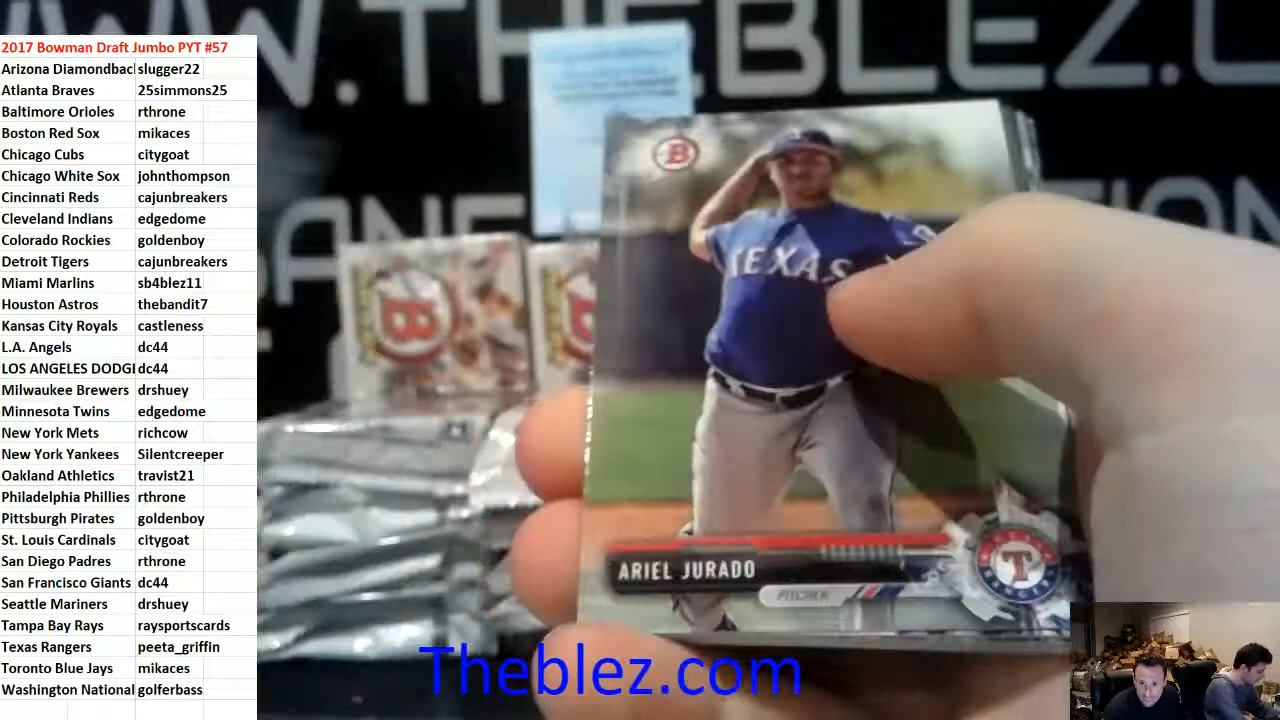 2017 Bowman Draft Jumbo PYT #57
Arizona Diamondbac slugger22
Atlanta Braves 25simmons25
Baltimore Orioles rthrone
Boston Red Sox mikaces
Chicago Cubs citygoat
Chicago White Sox johnthompson
Cincinnati Reds cajunbreakers
Cleveland Indians edgedome
Colorado Rockies goldenboy
Detroit Tigers cajunbreakers
Miami Marlins sb4blez11
Houston Astros thebandit7
Kansas City Royals castleness
L.A. Angels dc44
LOS ANGELES DODG dc44
Milwaukee Brewers drshuey
Minnesota Twins edgedome
New York Mets richcow
New York Yankees Silentcreeper
Oakland Athletics travist21
Philadelphia Phillies rthrone
Pittsburgh Pirates goldenboy
St. Louis Cardinals citygoat
San Diego Padres rthrone
San Francisco Giants dc44
Seattle Mariners drshuey
Tampa Bay Rays raysportscards
Texas Rangers peeta_griffin
Toronto Blue Jays mikaces
Washington National golferbass
WWW.THEBLEZ.C
B
TEXAS
B
ARIEL JURADO
PITCHER
T
Theblez.com